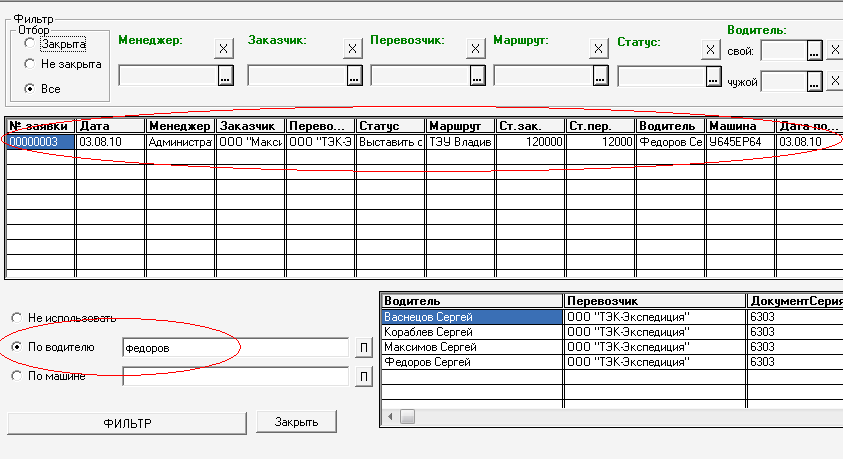 Фильтр
Отбор
Закрыта
Не закрыта
Все
Менеджер: X
...
Заказчик: X
...
Перевозчик: X
...
Маршрут: X
...
Статус: X
...
Водитель:
свой: ... X
чужой ... X
№ заявки Дата Менеджер Заказчик Перево... Статус Маршрут Ст.зак. Ст.пер. Водитель Машина Дата по...
00000003 03.08.10 Администрат ООО "Макси ООО "ТЭК-Э Выставить с ТЭУ Владив 120000 12000 Федоров Се У645ЕР64 03.08.10
Не использовать
По водителю федоров П
По машине П
ФИЛЬТР Закрыть
Водитель Перевозчик ДокументСерия
Васнецов Сергей ООО "ТЭК-Экспедиция" 6303
Кораблев Сергей ООО "ТЭК-Экспедиция" 6303
Максимов Сергей ООО "ТЭК-Экспедиция" 6303
Федоров Сергей ООО "ТЭК-Экспедиция" 6303